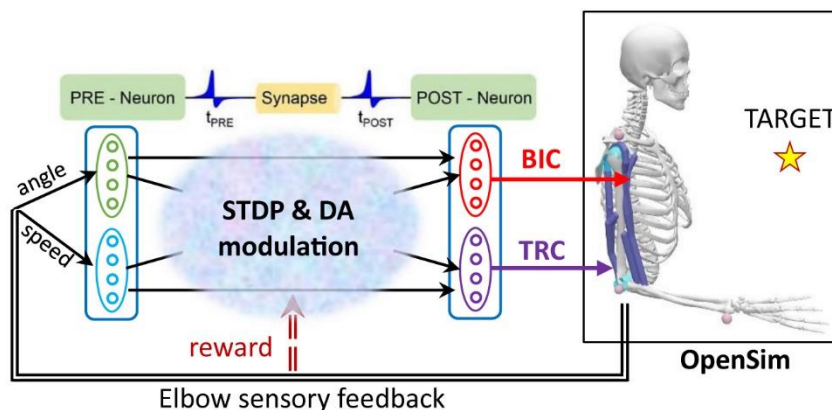 PRE - Neuron
Synapse
POST - Neuron
tPRE
tPOST
TARGET
angle
BIC
STDP & DA
modulation
speed
TRC
reward
OpenSim
Elbow sensory feedback